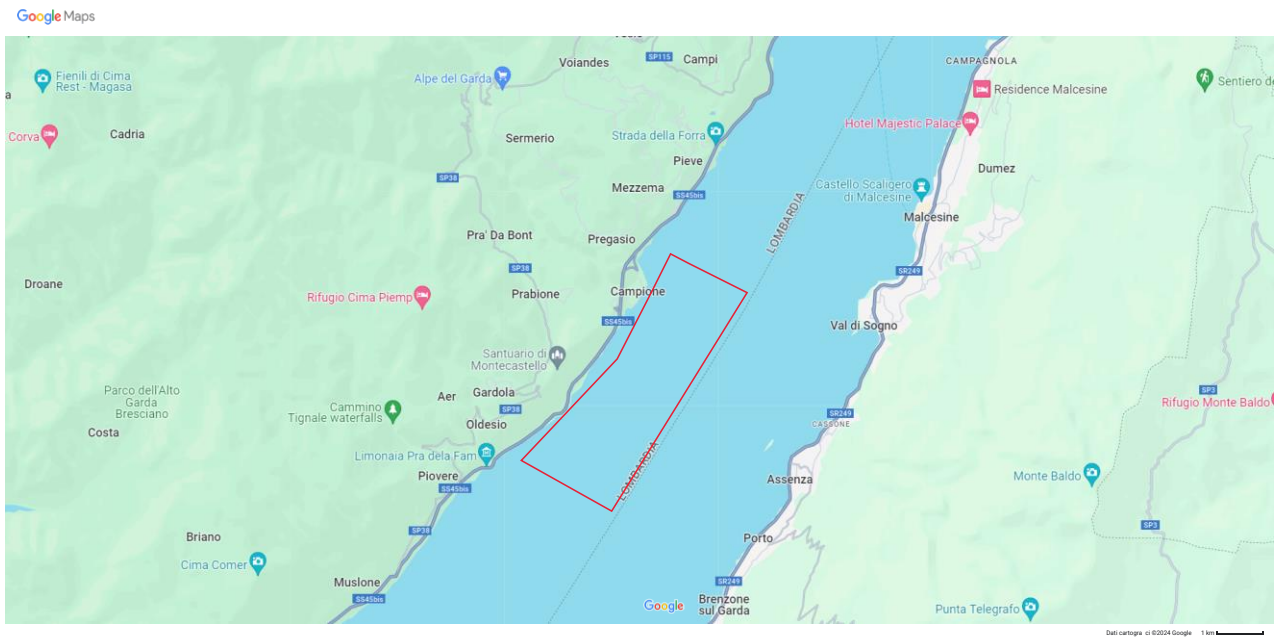 Google Maps
Voiandes
SP115
Campi
CAMPAGNOLA
Fienili di Cima
Rest - Magasa
Alpe del Garda
Residence Malcesine
Sentiero de
a
Corva
Cadria
Sermerio
Strada della Forra
Hotel Majestic Palace
Pieve
Dumez
SP38
Mezzema
SS45bis
Castello Scaligero
di Malcesine
LOMBARDIA
Malcesine
Pra' Da Bont
Pregasio
SP38
SR249
Droane
Rifugio Cima Piemp
Prabione
Campione
SS45bis
Val di Sogno
Santuario di
Montecastello
Parco dell'Alto
Garda
Bresciano
Aer
Gardola
SP3
Rifugio Monte Baldo
Cammino
Tignale waterfalls
SP38
SR249
CASSONE
Costa
Oldesio
Limonaia Pra dela Fam
LOMBARDIA
Piovere
SS45bis
Assenza
Monte Baldo
SP38
SP3
Briano
Porto
Cima Comer
Muslone
SR249
SS45bis
Google
Brenzone
sul Garda
Punta Telegrafo
Dati cartogra ci ©2024 Google 1 km